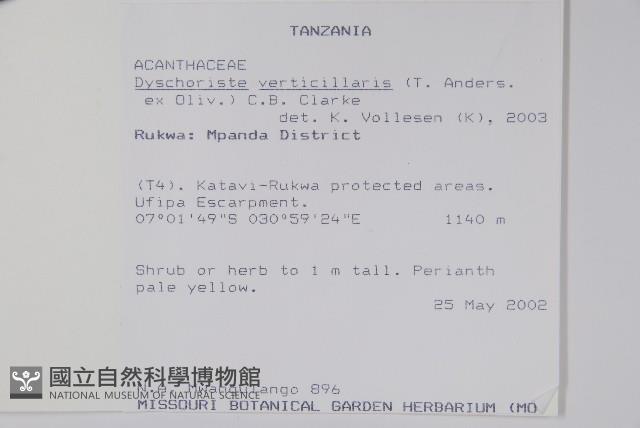 TANZANIA
ACANTHACEAE
Dyschoriste verticillaris (T. Anders.
ex Oliv.) C.B. Clarke
det. K. Vollesen (K), 2003
Rukwa: Mpanda District
(T4). Katavi-Rukwa protected areas.
Ufipa Escarpment.
07°01'49"S 030°59'24"E 1140 m
Shrub or herb to 1 m tall. Perianth
pale yellow.
25 May 2002
896
國立自然科學博物館
NATIONAL MUSEUM OF NATURAL SCIENCE
MISSOURI BOTANICAL GARDEN HERBARIUM (MO